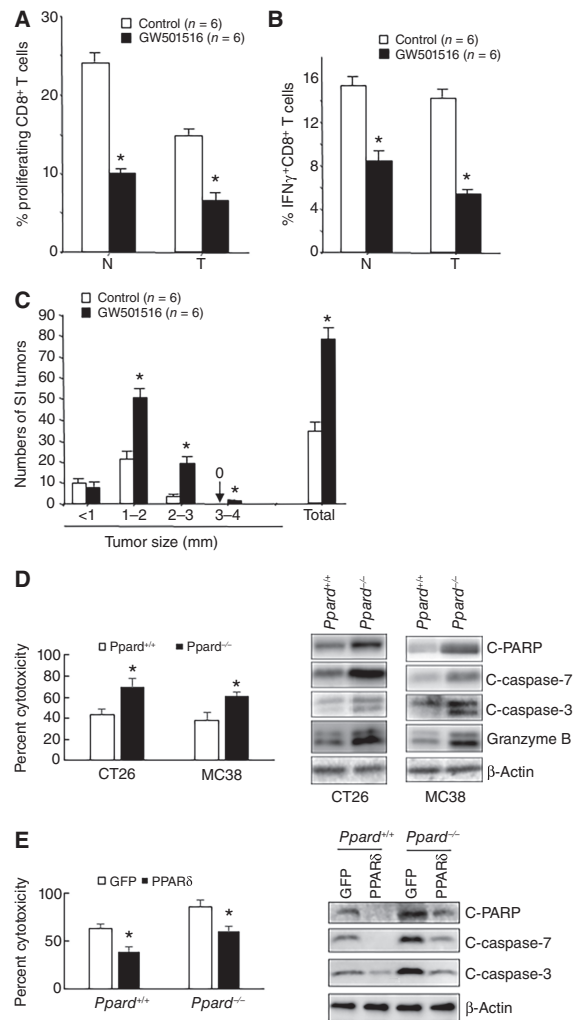 A
Control (n = 6)
GW501516 (n = 6)
% proliferating CD8+ T cells
30
20
10
0
N
T
B
Control (n = 6)
GW501516 (n = 6)
% IFNγ+CD8+ T cells
16
12
8
4
0
N
T
*
*
*
*
C
Control (n = 6)
GW501516 (n = 6)
Numbers of SI tumors
90
80
70
60
50
40
30
20
10
0
*
*
0
*
*
<1
1–2
2–3
3–4
Total
Tumor size (mm)
D
Ppard+/+
Ppard–/–
Percent cytotoxicity
100
80
60
40
20
0
*
*
CT26
MC38
Ppard+/+
Ppard–/–
Ppard+/+
Ppard–/–
C-PARP
C-caspase-7
C-caspase-3
Granzyme B
β-Actin
CT26
MC38
E
GFP
PPARδ
Percent cytotoxicity
100
50
0
*
*
Ppard+/+
Ppard–/–
Ppard+/+
Ppard–/–
GFP
PPARδ
GFP
PPARδ
C-PARP
C-caspase-7
C-caspase-3
β-Actin